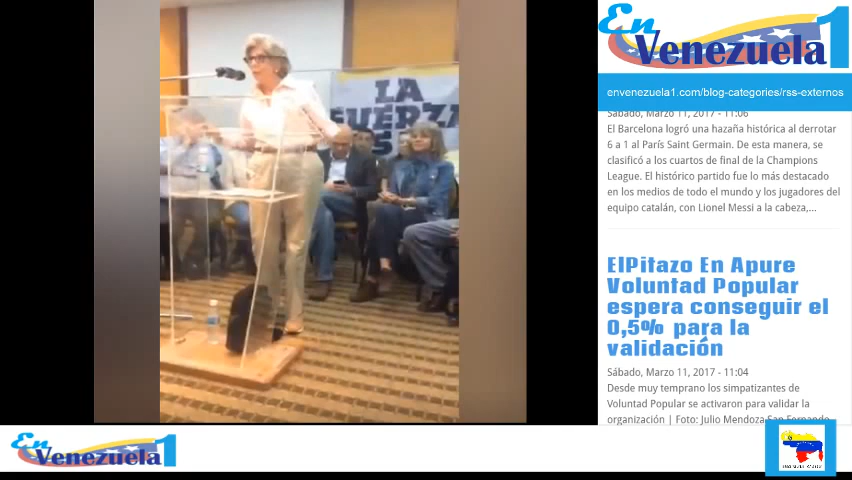 En
Venezuela1
envenezuela1.com/blog-categories/rss-externos
Sábado, Marzo 11, 2017 - 11:06
El Barcelona logró una hazaña histórica al derrotar
6 a 1 al París Saint Germain. De esta manera, se
clasificó a los cuartos de final de la Champions
League. El histórico partido fue lo más destacado
en los medios de todo el mundo y los jugadores del
equipo catalán, con Lionel Messi a la cabeza,...
ElPitazo En Apure
Voluntad Popular
espera conseguir el
0,5% para la
validación
Sábado, Marzo 11, 2017 - 11:04
Desde muy temprano los simpatizantes de
Voluntad Popular se activaron para validar la
organización | Foto: Julio Mendoza San Fernando
LA
FUERZA
En
Venezuela1